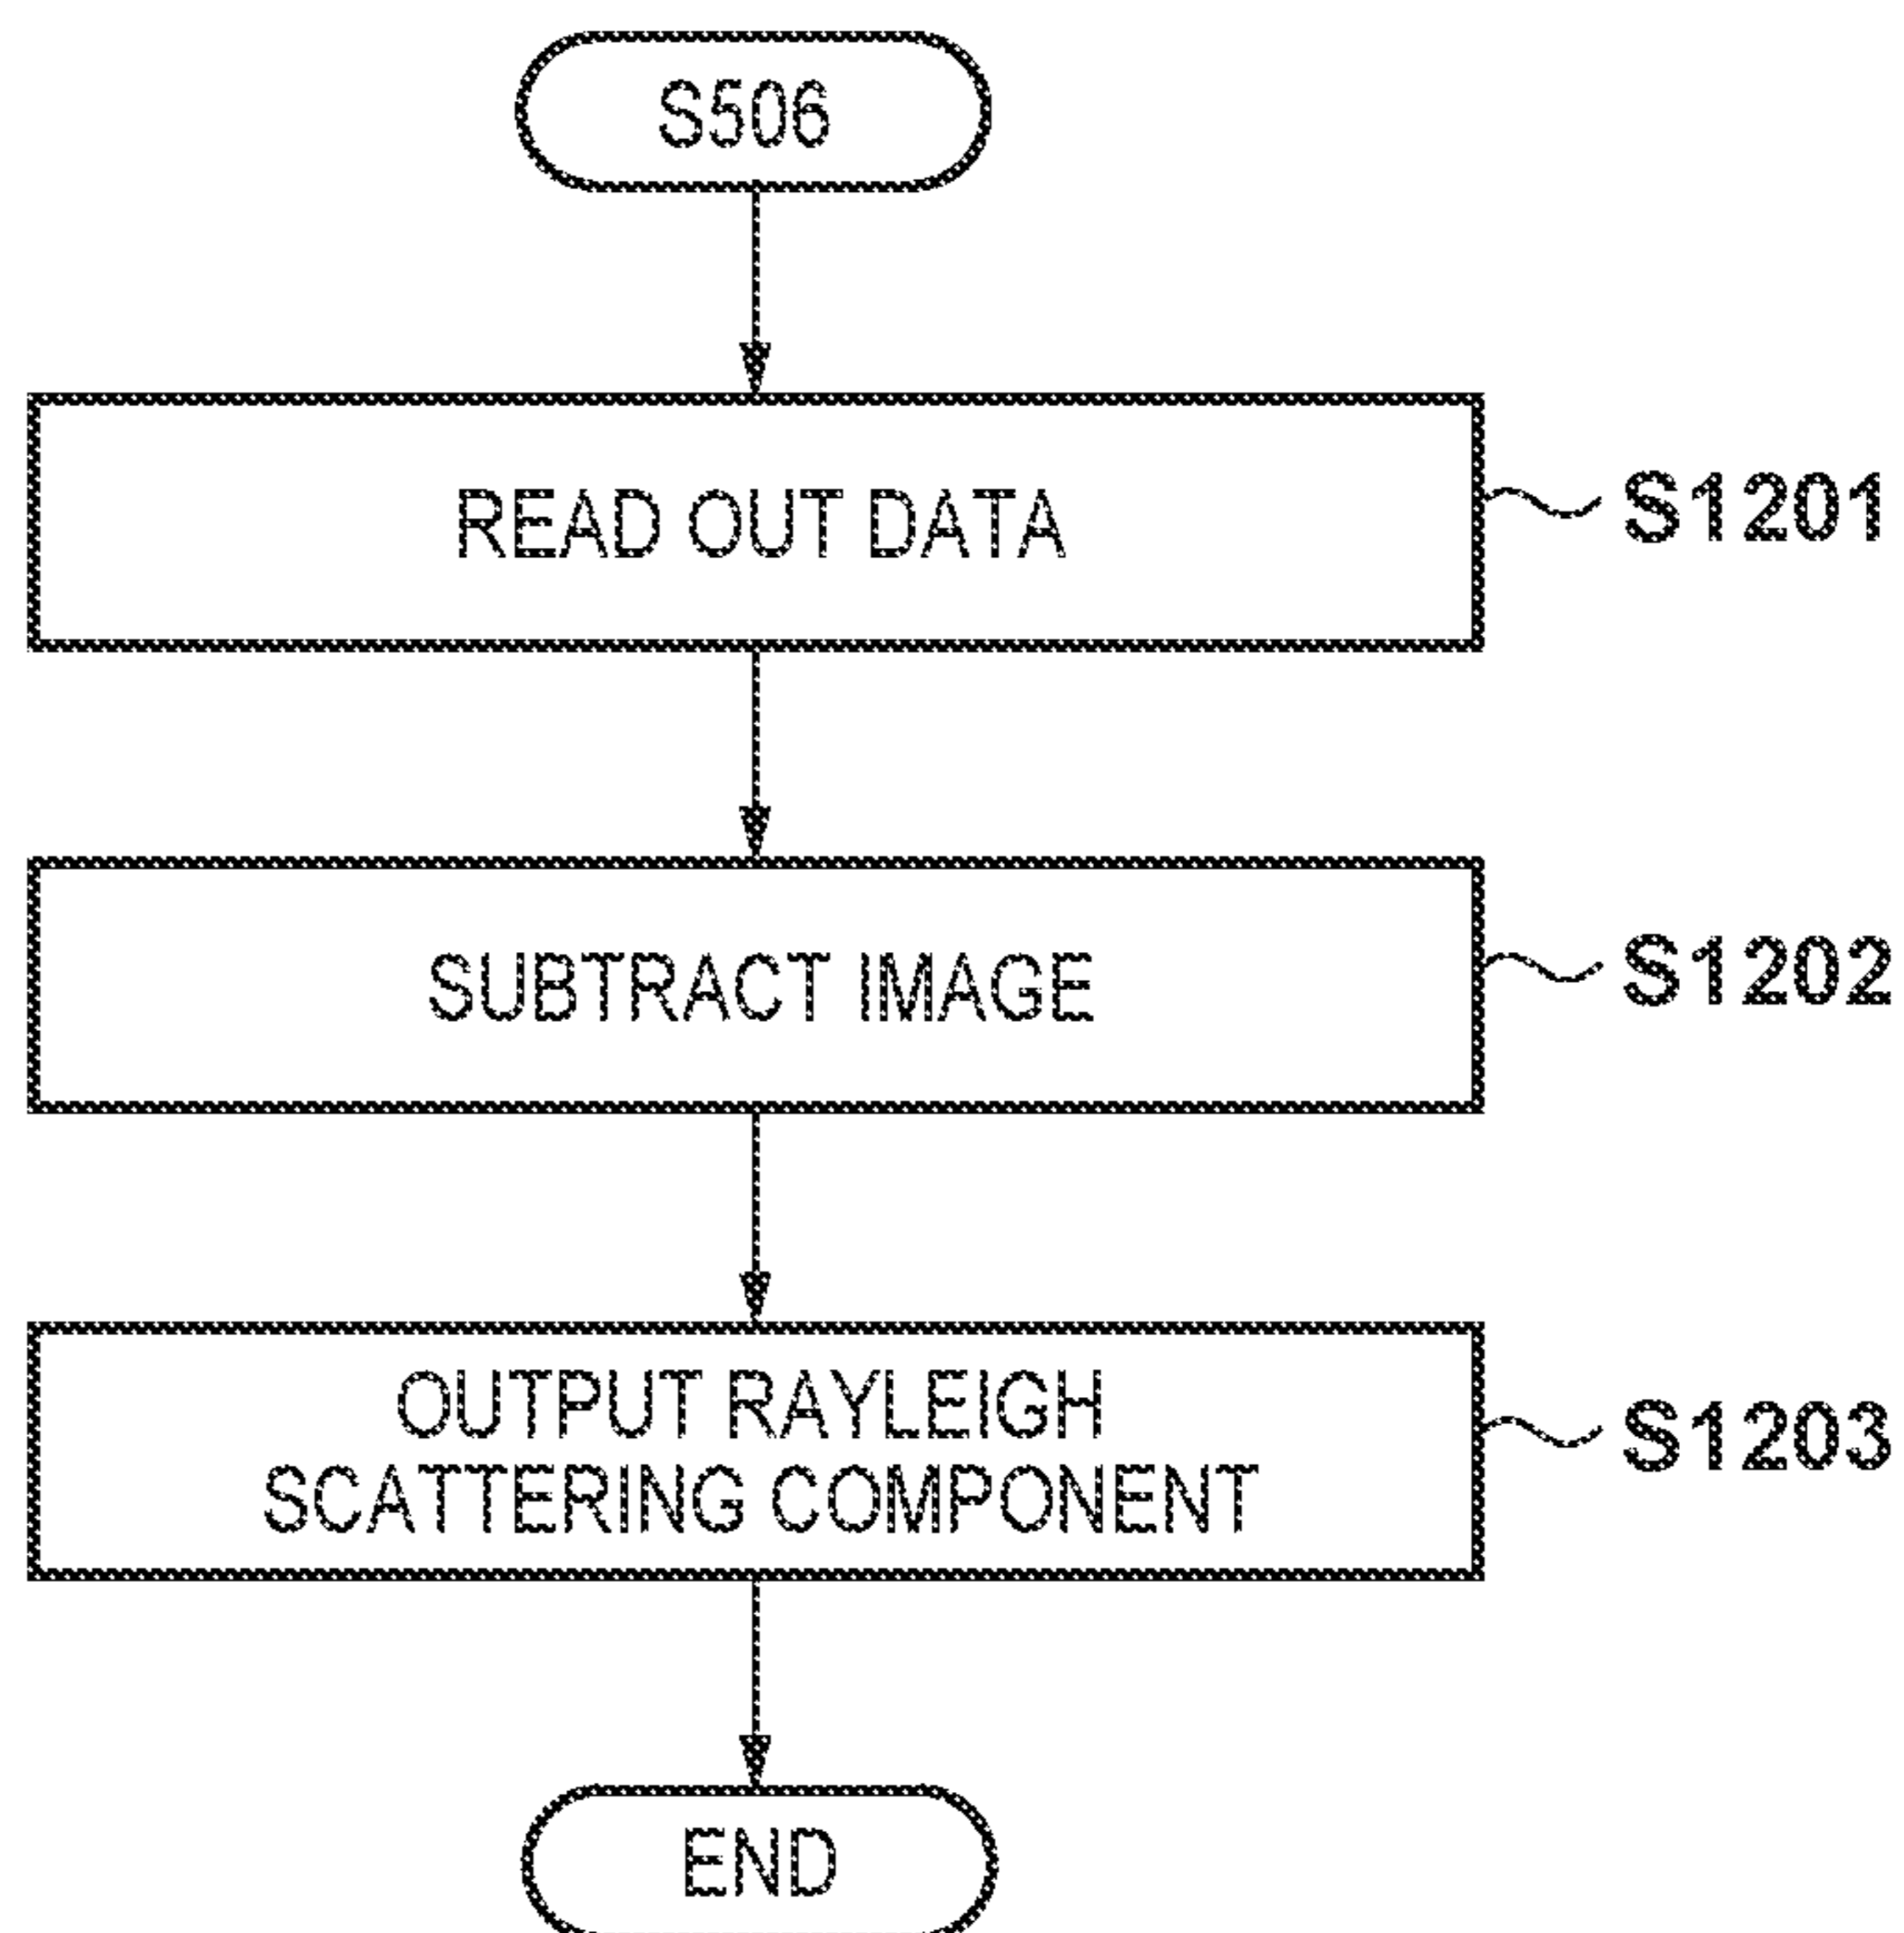 S506
READ OUT DATA
S1201
SUBTRACT IMAGE
S1202
OUTPUT RAYLEIGH
SCATTERING COMPONENT
S1203
END